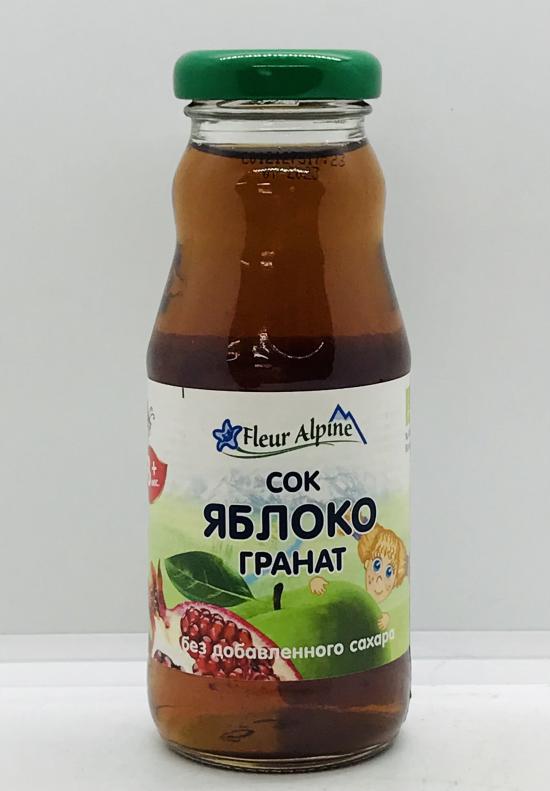 Fleur Alpine
СОК
ЯБЛОКО
ГРАНАТ
без добавленного сахара